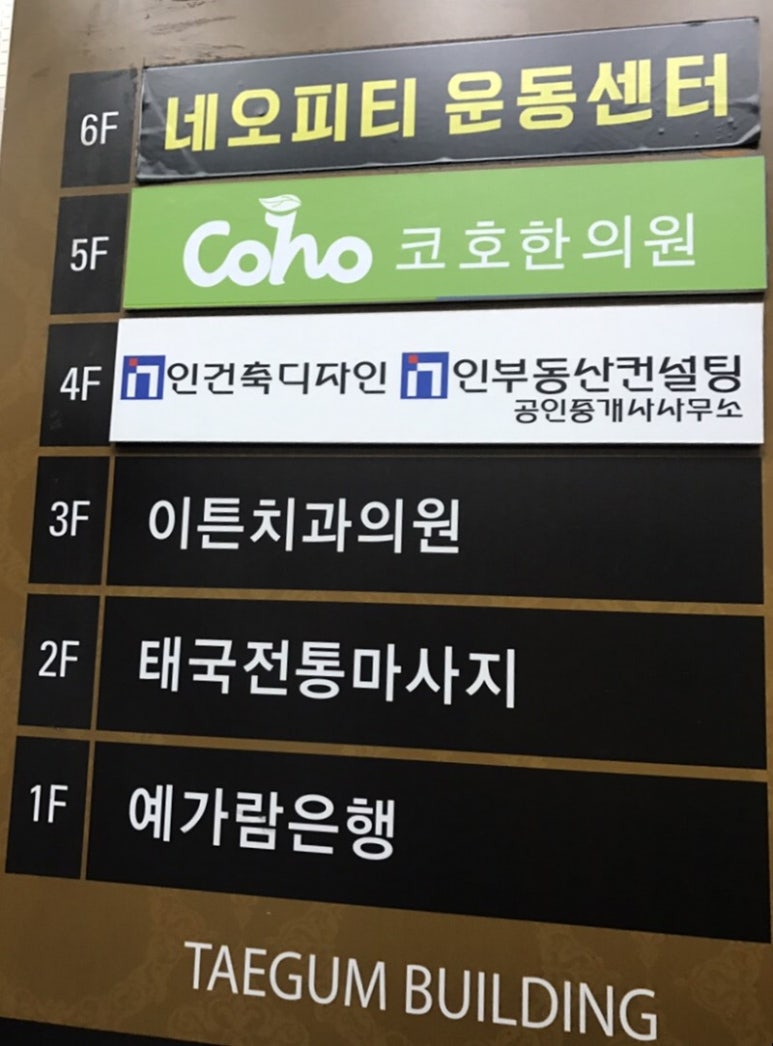 6F 네오피티 운동센터
5F Coho 코호한의원
4F in 인건축디자인 in 인부동산컨설팅
공인중개사사무소
3F 이튼치과의원
2F 태국전통마사지
1F 예가람은행
TAEGUM BUILDING